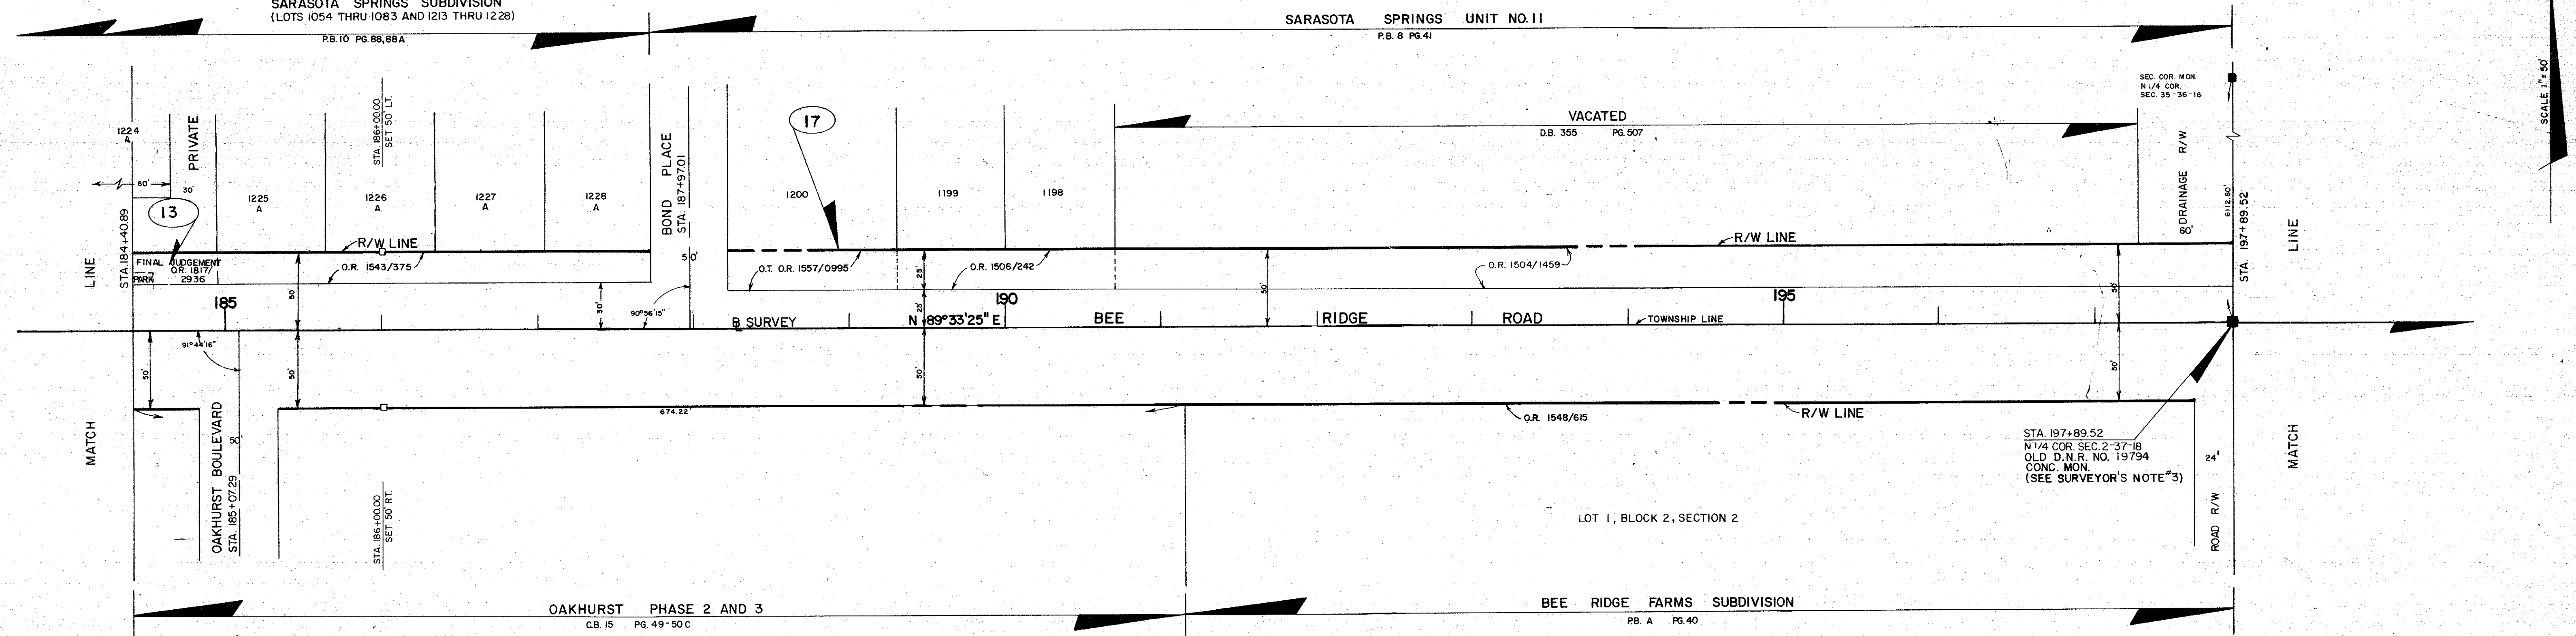 SARASOTA SPRINGS SUBDIVISION
(LOTS 1054 THRU 1083 AND 1213 THRU 1228)
P.B. 10 PG. 88,88A
SARASOTA SPRINGS UNIT NO. 11
P.B. 8 PG. 41
SCALE 1"= 50'
SEC. COR. MON.
N 1/4 COR.
SEC. 35-36-18
VACATED
D.B. 355 PG. 507
1224
A
PRIVATE
60'
30'
13
STA. 186+00.00
SET 50' LT.
1225
A
1226
A
1227
A
1228
A
BOND PLACE
STA. 187+97.01
50'
17
1200
1199
1198
DRAINAGE R/W
60'
6112.80'
STA. 197+89.52
LINE
LINE
STA. 184+40.89
R/W LINE
R/W LINE
FINAL JUDGEMENT
O.R. 1817/
2936
PARK
O.R. 1543/375
O.T. O.R. 1557/0995
O.R. 1506/242
O.R. 1504/1459
25'
25'
50'
50'
50'
30'
185
190
195
90°36'15"
B SURVEY N 89°33'25" E BEE RIDGE ROAD
TOWNSHIP LINE
91°44'16"
50'
50'
50'
50'
674.22'
O.R. 1548/615
R/W LINE
MATCH
MATCH
OAKHURST BOULEVARD
STA. 185+07.29
50'
STA. 186+00.00
SET 50' RT.
STA. 197+89.52
N 1/4 COR. SEC. 2-37-18
OLD D.N.R. NO. 19794
CONC. MON.
(SEE SURVEYOR'S NOTE #3)
24'
ROAD R/W
LOT 1, BLOCK 2, SECTION 2
OAKHURST PHASE 2 AND 3
C.B. 15 PG. 49-50 C
BEE RIDGE FARMS SUBDIVISION
P.B. A PG. 40